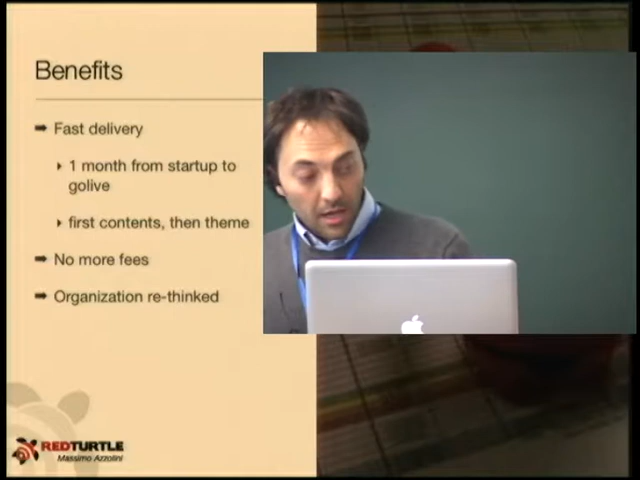 Benefits
Fast delivery
1 month from startup to
golive
first contents, then theme
No more fees
Organization re-thinked
REDTURTLE
Massimo Azzolini